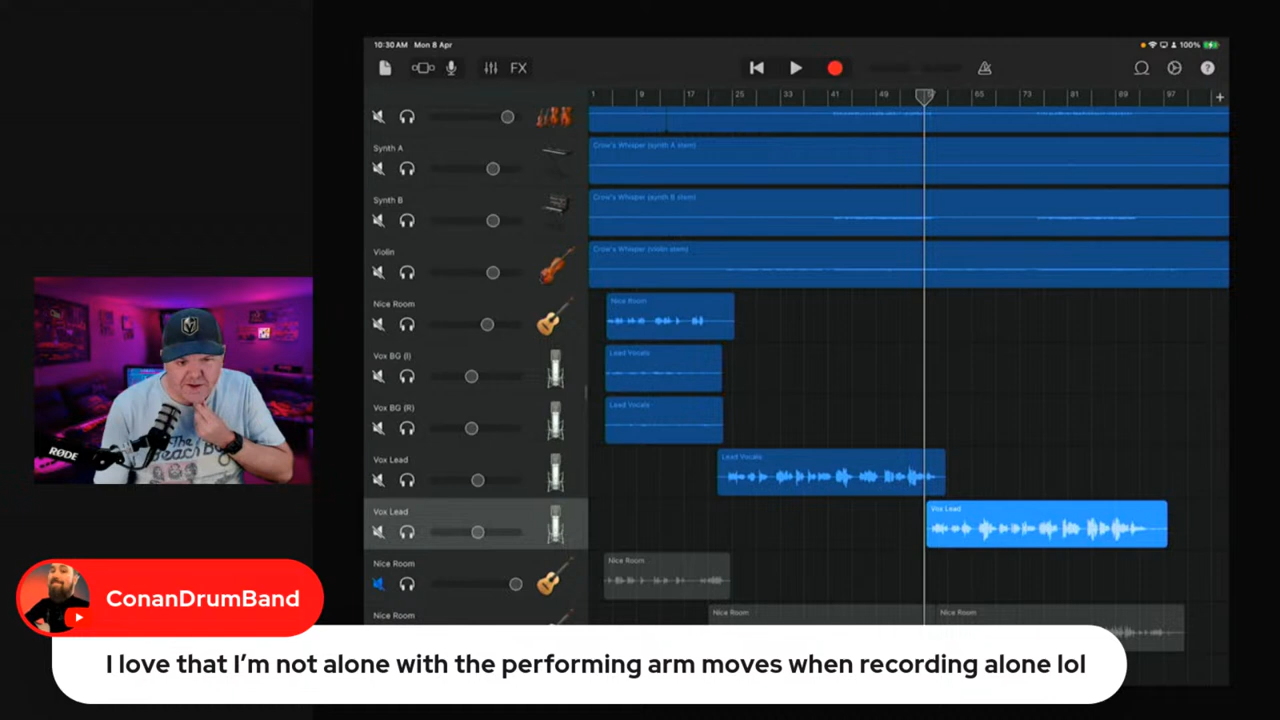 10:30 AM Mon 8 Apr
100%
FX
1 9 17 25 33 41 49 65 73 81 89 97 +
Synth A
Crow's Whisper (synth A stem)
Synth B
Crow's Whisper (synth B stem)
Violin
Crow's Whisper (violin stem)
Nice Room
Nice Room
Vox BG (l)
Lead Vocals
Vox BG (R)
Lead Vocals
Vox Lead
Lead Vocals
Vox Lead
Vox Lead
Nice Room
Nice Room
Nice Room
Nice Room
Nice Room
RØDE
The
Beach
ConanDrumBand
I love that I’m not alone with the performing arm moves when recording alone lol